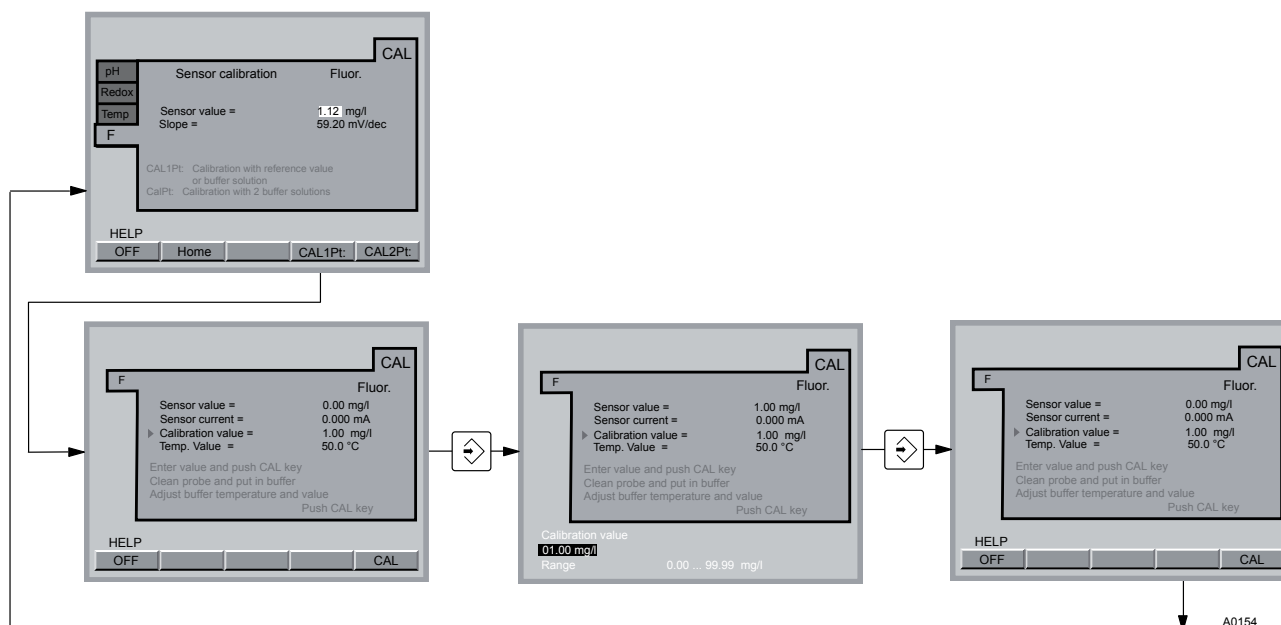 CAL
pH
Sensor calibration Fluor.
Redox
Temp
Sensor value = 1.12 mg/l
Slope = 59.20 mV/dec
F
CAL1Pt: Calibration with reference value
or buffer solution
CalPt: Calibration with 2 buffer solutions
HELP
OFF Home CAL1Pt: CAL2Pt:
CAL
F
Fluor.
Sensor value = 0.00 mg/l
Sensor current = 0.000 mA
Calibration value = 1.00 mg/l
Temp. Value = 50.0 °C
Enter value and push CAL key
Clean probe and put in buffer
Adjust buffer temperature and value
Push CAL key
HELP
OFF CAL
CAL
F
Fluor.
Sensor value = 1.00 mg/l
Sensor current = 0.000 mA
Calibration value = 1.00 mg/l
Temp. Value = 50.0 °C
Enter value and push CAL key
Clean probe and put in buffer
Adjust buffer temperature and value
Push CAL key
Calibration value
01.00 mg/l
Range 0.00 ... 99.99 mg/l
CAL
F
Fluor.
Sensor value = 0.00 mg/l
Sensor current = 0.000 mA
Calibration value = 1.00 mg/l
Temp. Value = 50.0 °C
Enter value and push CAL key
Clean probe and put in buffer
Adjust buffer temperature and value
Push CAL key
HELP
OFF CAL
A0154